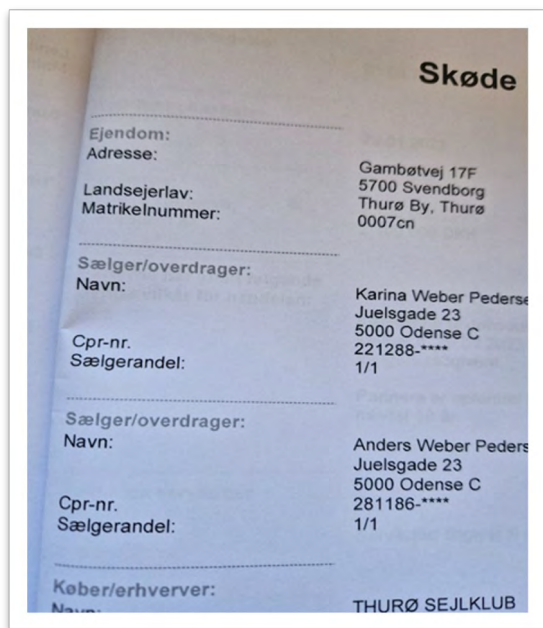 Skøde
Ejendom:
Adresse: Gambøtvej 17F
5700 Svendborg
Landsejerlav: Thurø By, Thurø
Matrikelnummer: 0007cn
Sælger/overdrager:
Navn: Karina Weber Pederse
Juelsgade 23
5000 Odense C
Cpr-nr. 221288-****
Sælgerandel: 1/1
Sælger/overdrager:
Navn: Anders Weber Peders
Juelsgade 23
5000 Odense C
Cpr-nr. 281186-****
Sælgerandel: 1/1
Køber/erhverver:
Navn: THURØ SEJLKLUB